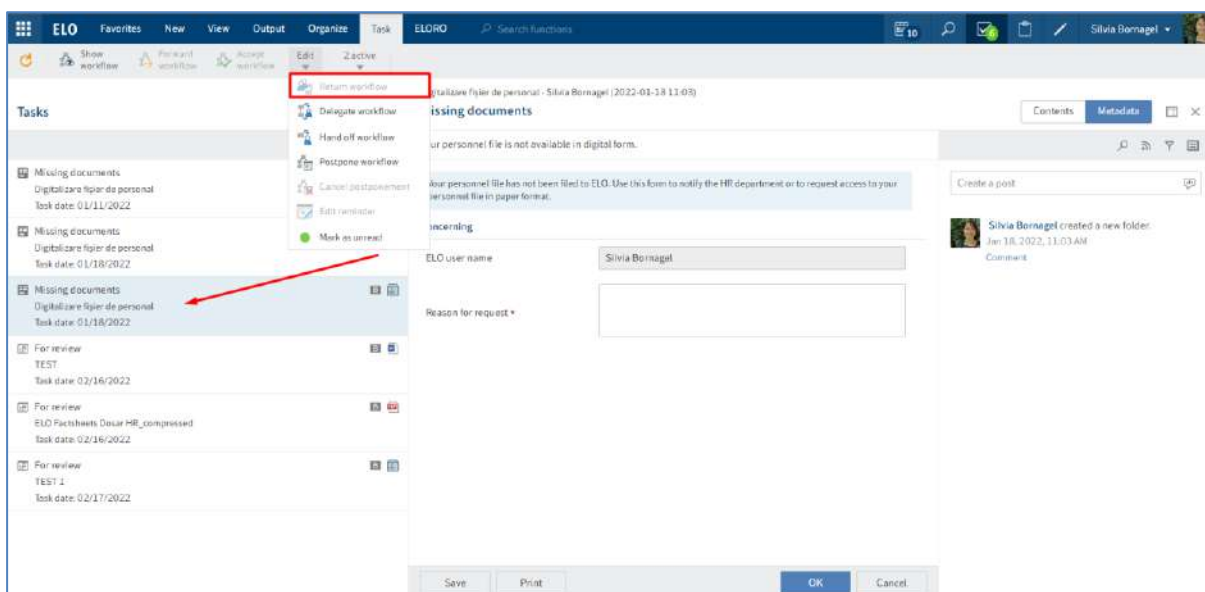 ELO Favorites New View Output Organize Task ELORO Search functions 10 6 Silvia Bornagel
Show workflow
Forward workflow
Accept workflow
Edit
2 active
Return workflow
Delegate workflow
Hand off workflow
Postpone workflow
Cancel postponement
Edit reminder
Mark as unread
Tasks
Missing documents
Digitalizare fișier de personal
Task date: 01/11/2022
Missing documents
Digitalizare fișier de personal
Task date: 01/18/2022
Missing documents
Digitalizare fișier de personal
Task date: 01/18/2022
For review
TEST
Task date: 02/16/2022
For review
ELO Factsheets Dosar HR_compressed
Task date: 02/16/2022
For review
TEST 1
Task date: 02/17/2022
gitalizare fișier de personal - Silvia Bornagel (2022-01-18 11:03)
issing documents
Contents Metadata
ur personnel file is not available in digital form.
Your personnel file has not been filed to ELO. Use this form to notify the HR department or to request access to your
personnel file in paper format.
ncerning
ELO user name Silvia Bornagel
Reason for request *
Create a post
Silvia Bornagel created a new folder.
Jan 18, 2022, 11:03 AM
Comment
Save Print OK Cancel